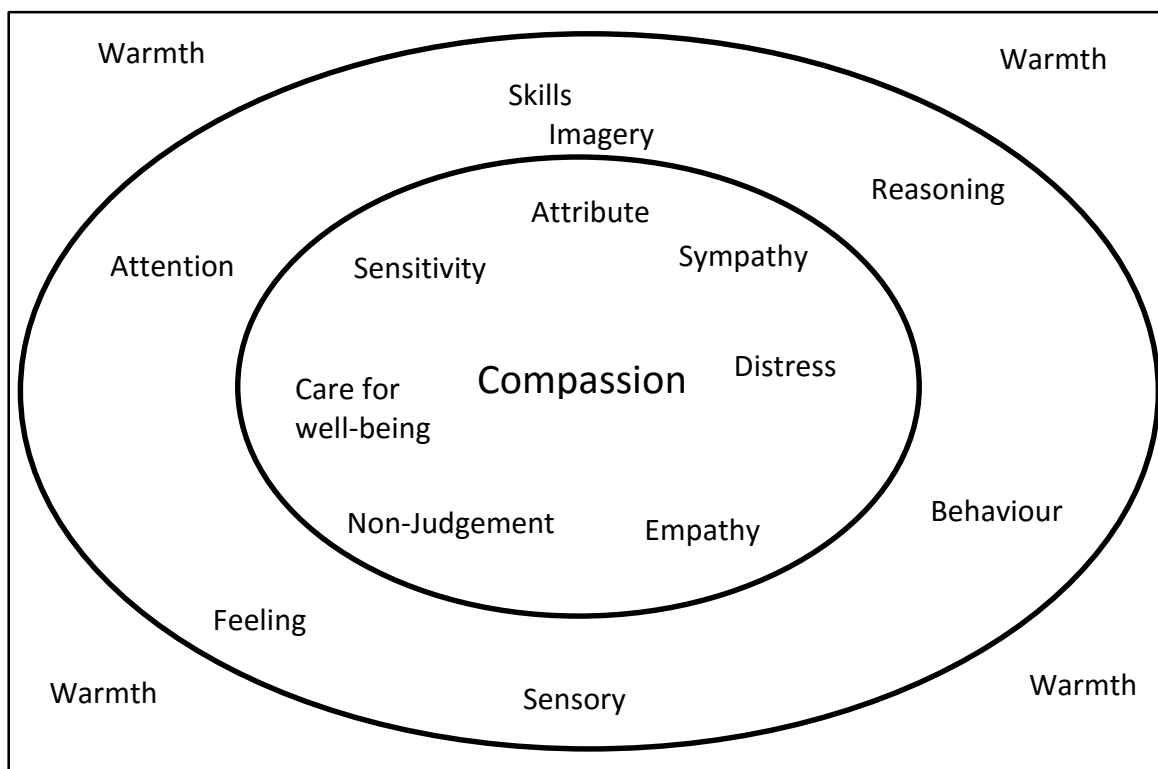 Warmth
Warmth
Skills
Imagery
Reasoning
Attribute
Sympathy
Attention
Sensitivity
Compassion
Distress
Care for
well-being
Non-Judgement
Empathy
Behaviour
Feeling
Sensory
Warmth
Warmth